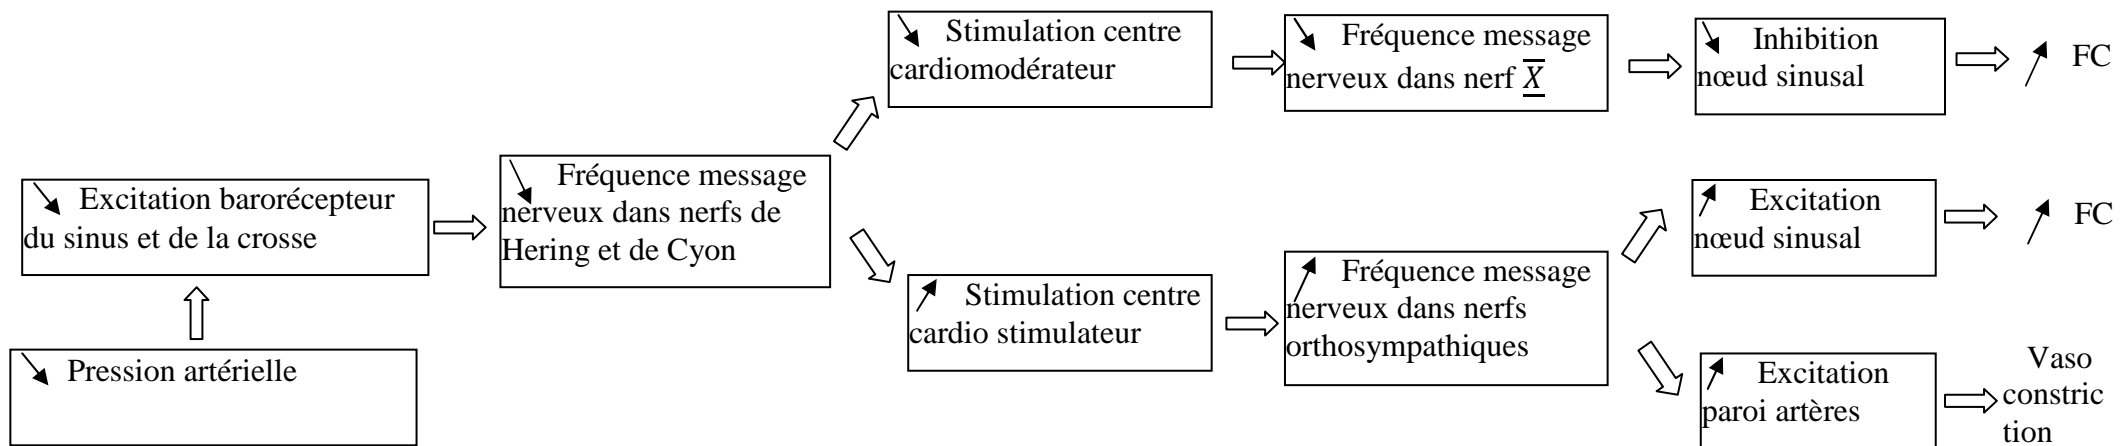 ↘ Pression artérielle
↘ Excitation barorécepteur
du sinus et de la crosse
↘ Fréquence message
nerveux dans nerfs de
Hering et de Cyon
↘ Stimulation centre
cardiomodérateur
↘ Fréquence message
nerveux dans nerf X
↘ Inhibition
nœud sinusal
↗ FC
↗ Stimulation centre
cardio stimulateur
↗ Fréquence message
nerveux dans nerfs
orthosympathiques
↗ Excitation
nœud sinusal
↗ FC
↗ Excitation
paroi artères
Vaso
constric
tion